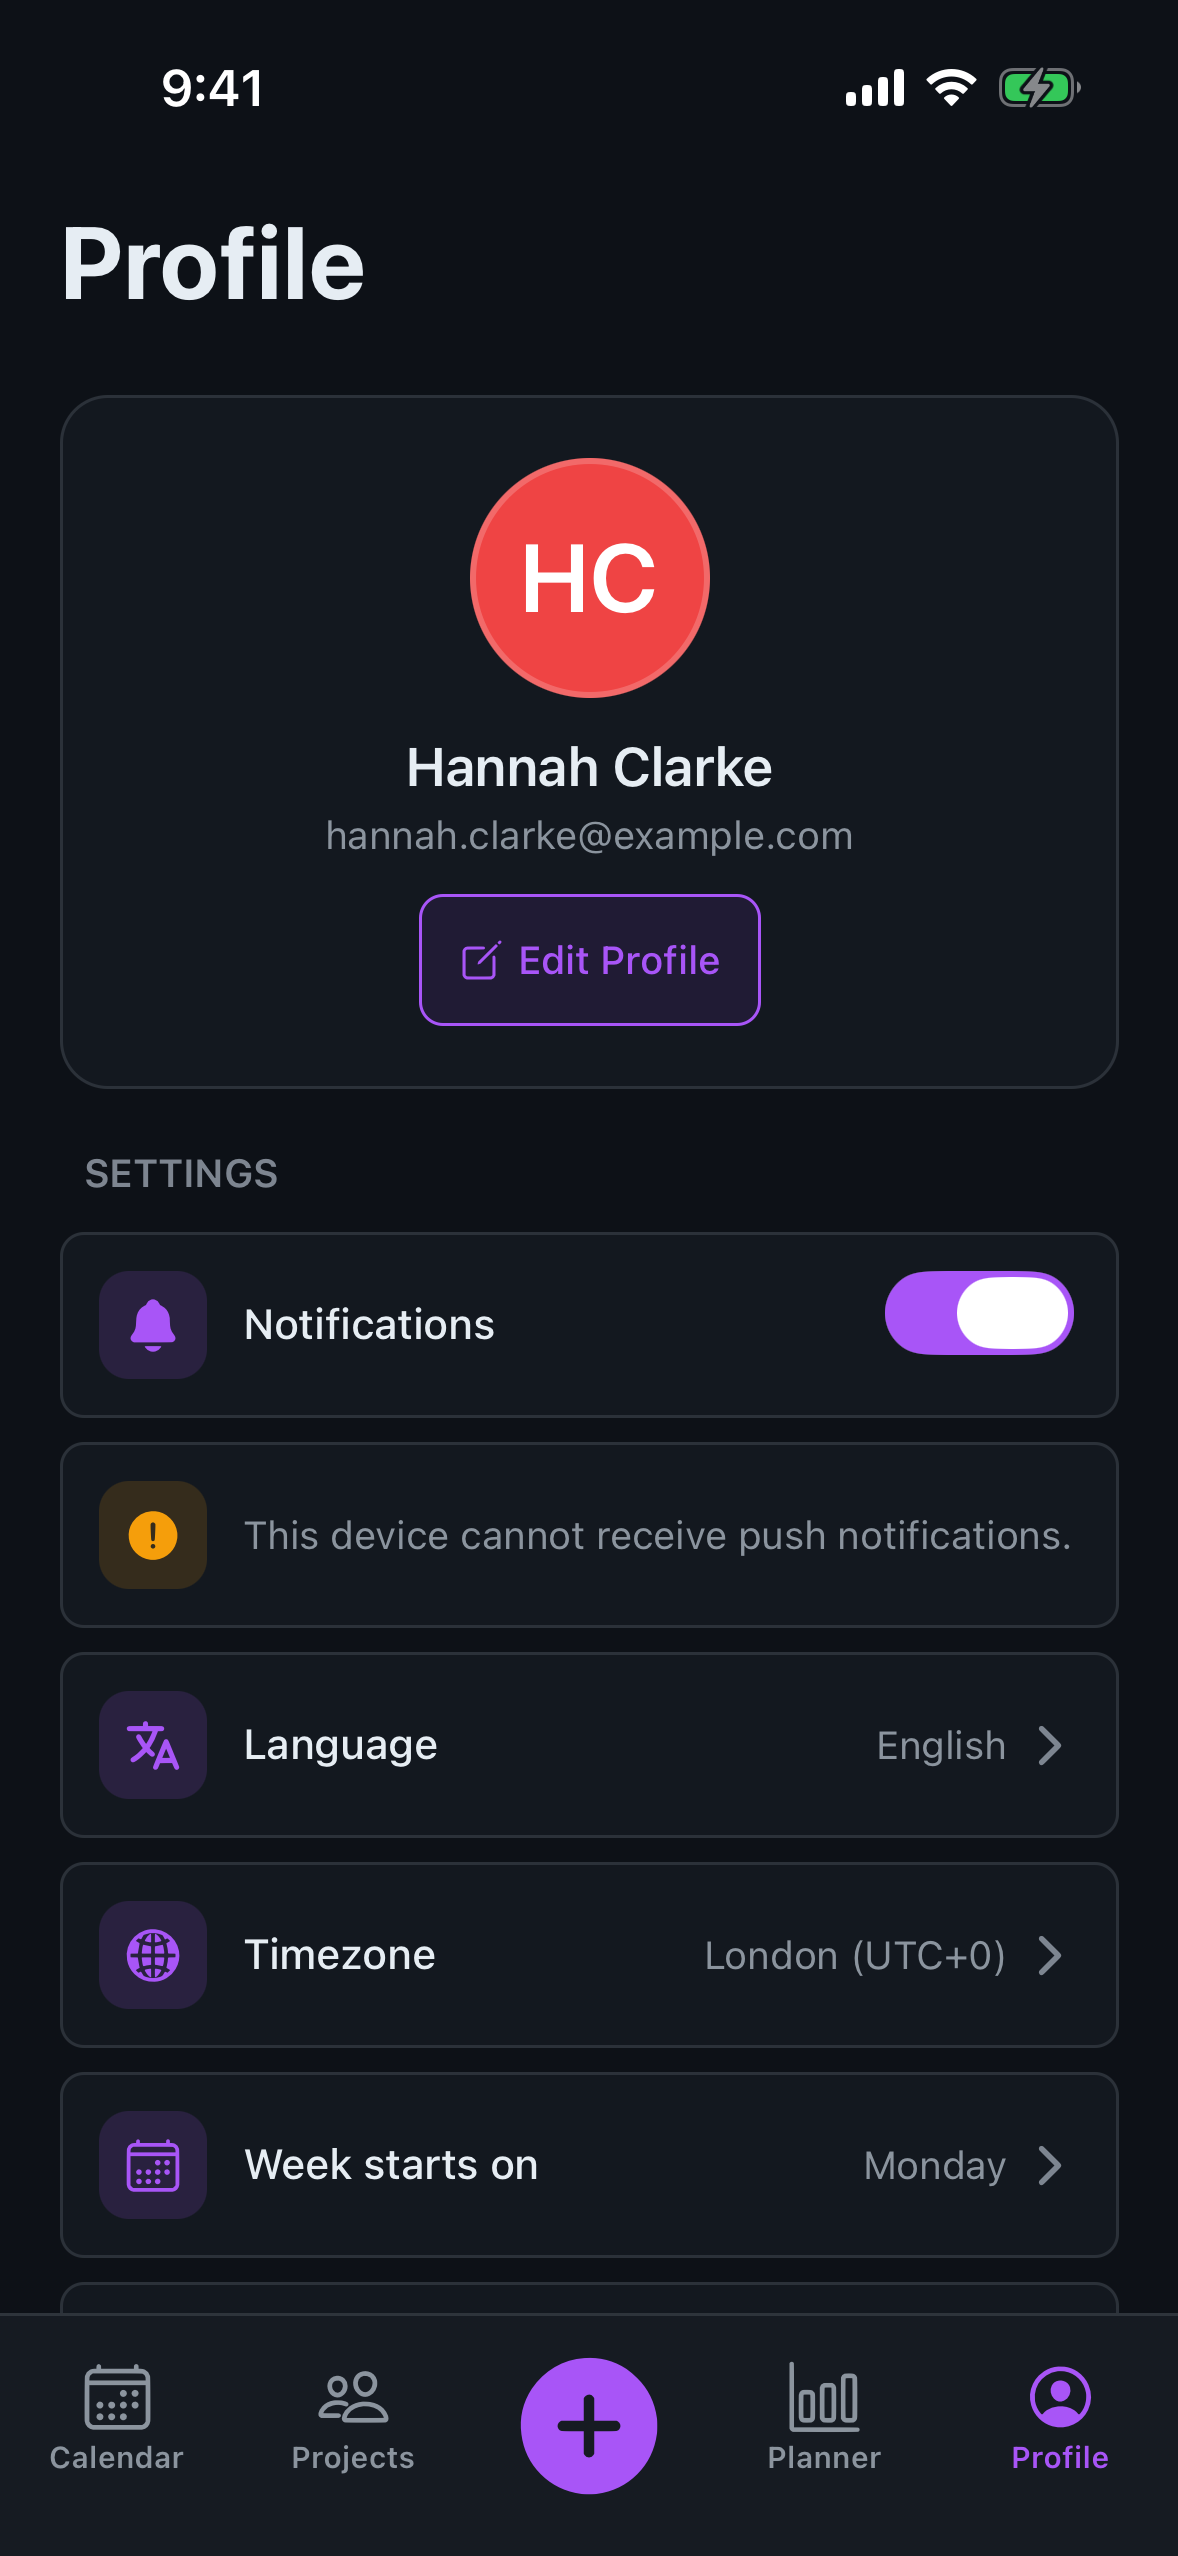 9:41
Profile
HC
Hannah Clarke
hannah.clarke@example.com
Edit Profile
SETTINGS
Notifications
This device cannot receive push notifications.
Language English
Timezone London (UTC+0)
Week starts on Monday
Calendar Projects Planner Profile